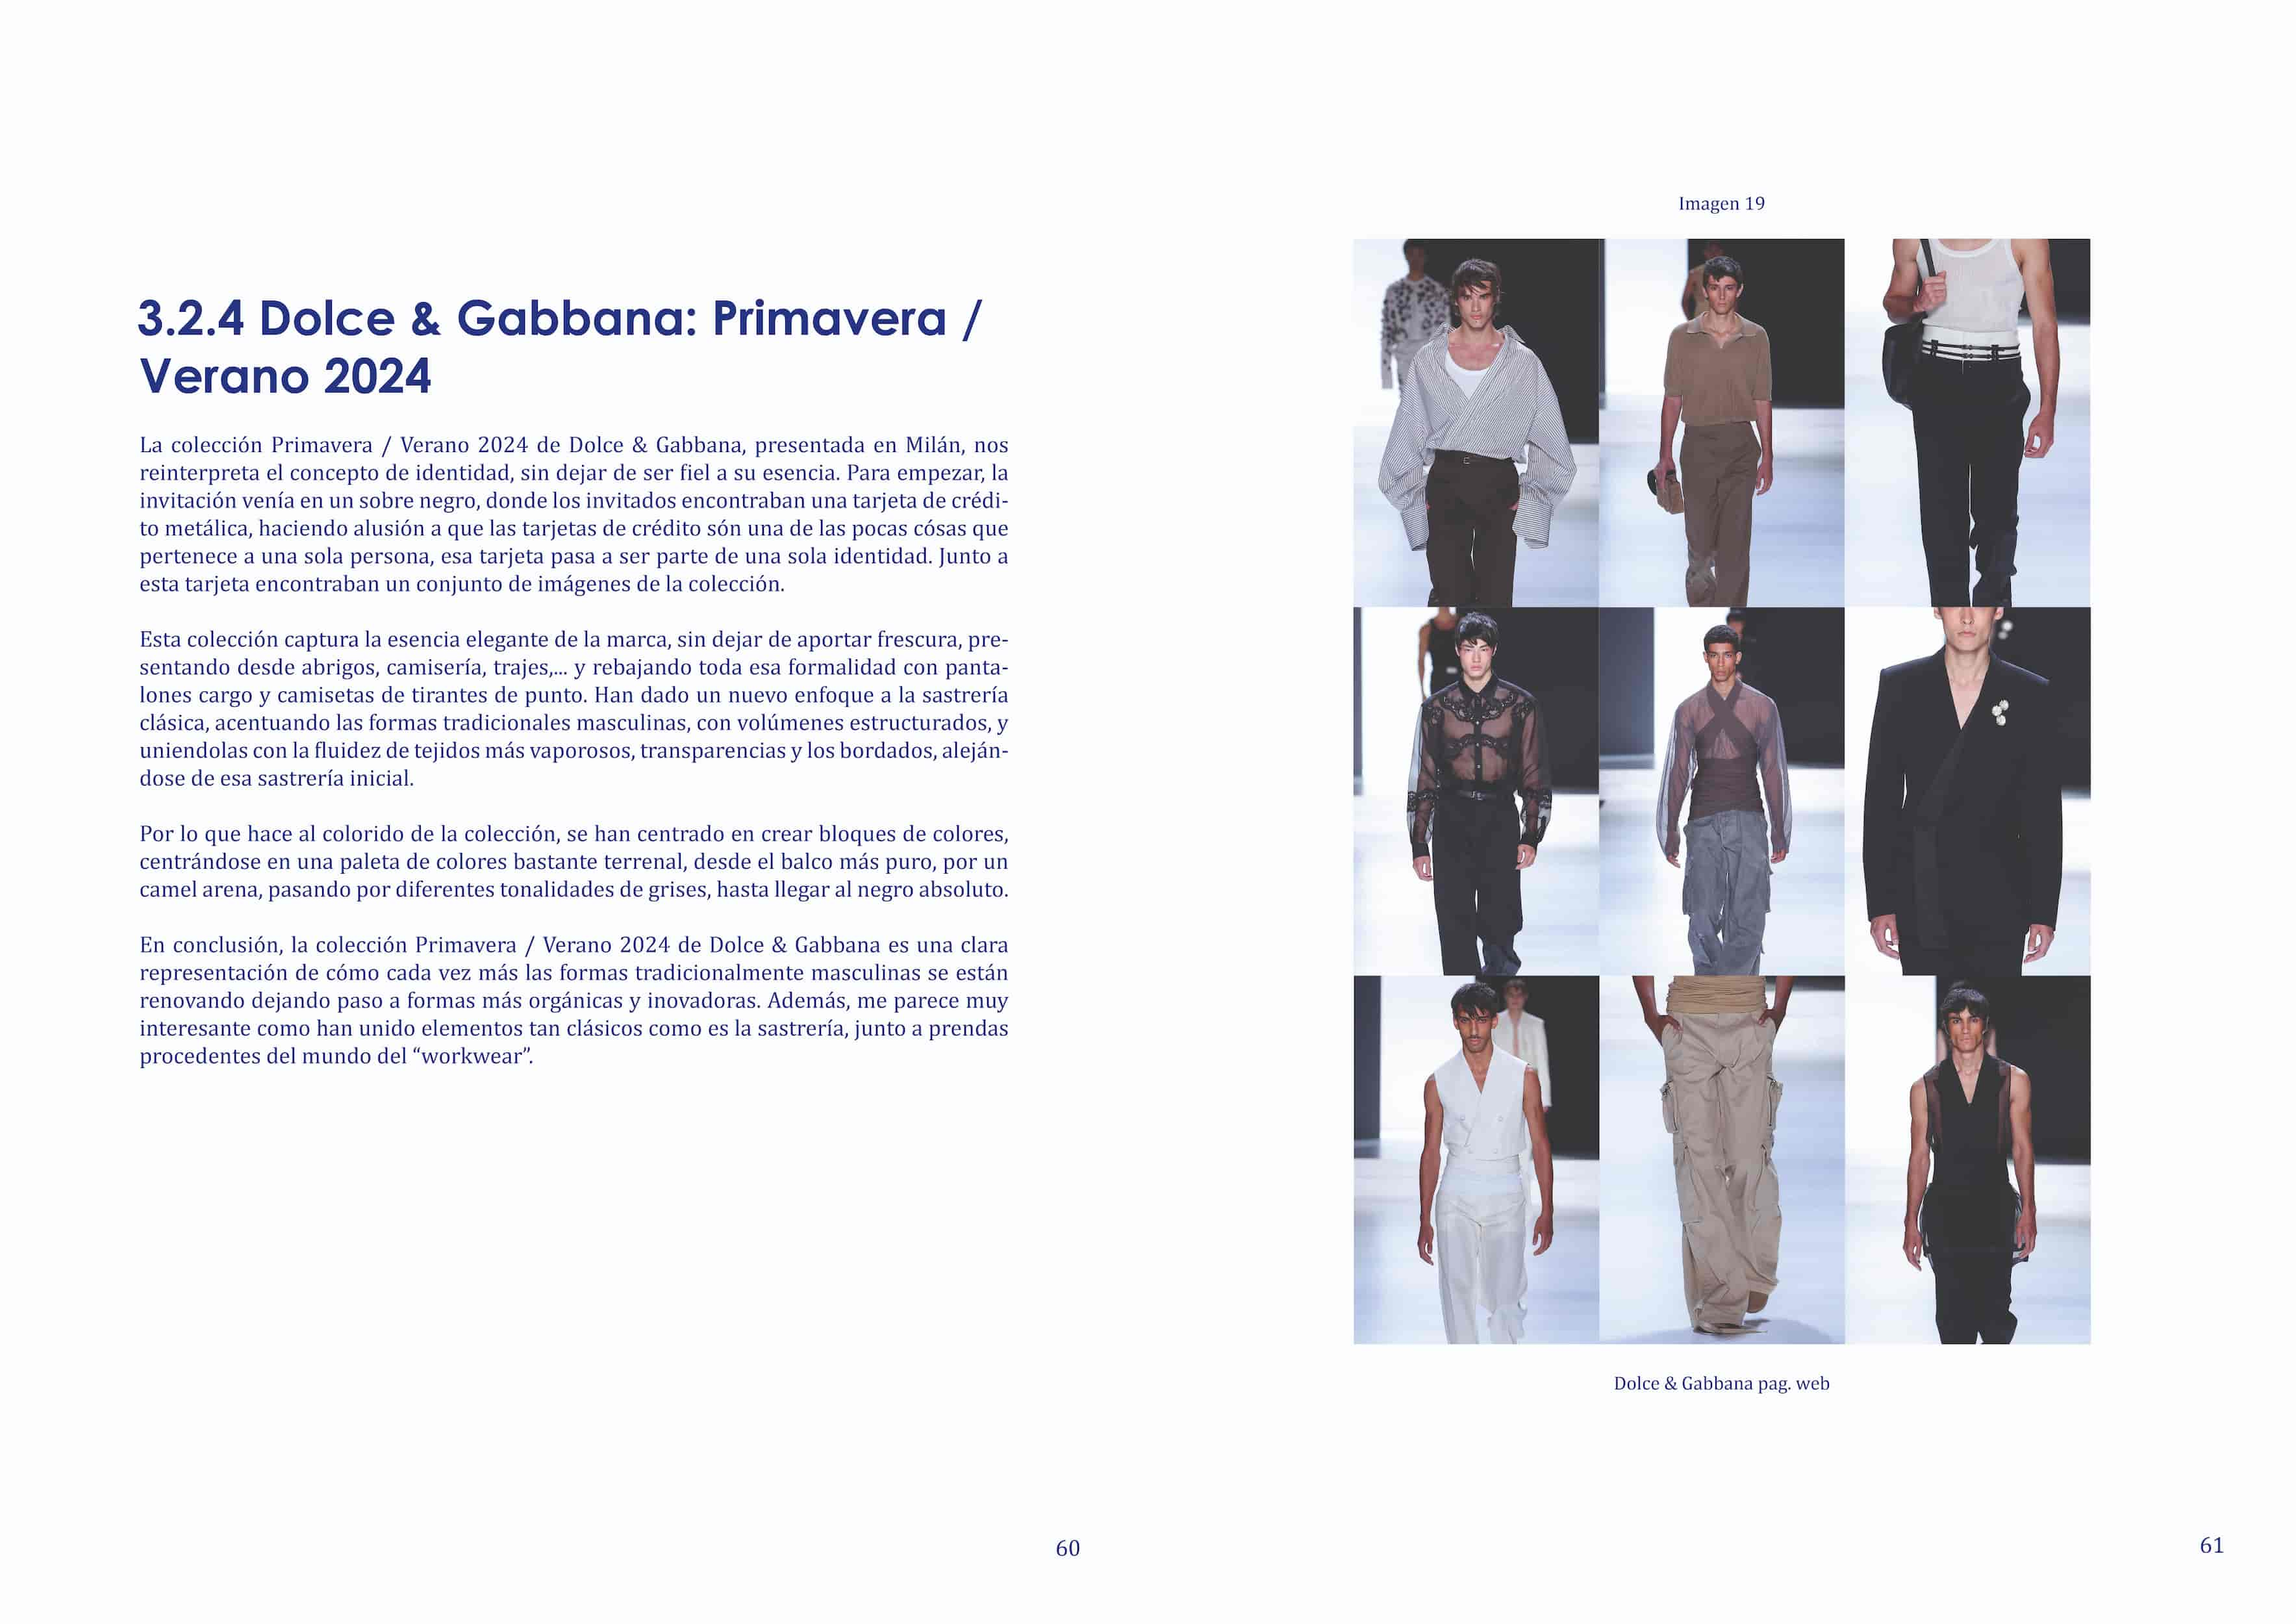 3.2.4 Dolce & Gabbana: Primavera /
Verano 2024
La colección Primavera / Verano 2024 de Dolce & Gabbana, presentada en Milán, nos
reinterpreta el concepto de identidad, sin dejar de ser fiel a su esencia. Para empezar, la
invitación venía en un sobre negro, donde los invitados encontraban una tarjeta de crédi-
to metálica, haciendo alusión a que las tarjetas de crédito són una de las pocas cósas que
pertenece a una sola persona, esa tarjeta pasa a ser parte de una sola identidad. Junto a
esta tarjeta encontraban un conjunto de imágenes de la colección.
Esta colección captura la esencia elegante de la marca, sin dejar de aportar frescura, pre-
sentando desde abrigos, camisería, trajes,... y rebajando toda esa formalidad con panta-
lones cargo y camisetas de tirantes de punto. Han dado un nuevo enfoque a la sastrería
clásica, acentuando las formas tradicionales masculinas, con volúmenes estructurados, y
uniendolas con la fluidez de tejidos más vaporosos, transparencias y los bordados, aleján-
dose de esa sastrería inicial.
Por lo que hace al colorido de la colección, se han centrado en crear bloques de colores,
centrándose en una paleta de colores bastante terrenal, desde el balco más puro, por un
camel arena, pasando por diferentes tonalidades de grises, hasta llegar al negro absoluto.
En conclusión, la colección Primavera / Verano 2024 de Dolce & Gabbana es una clara
representación de cómo cada vez más las formas tradicionalmente masculinas se están
renovando dejando paso a formas más orgánicas y inovadoras. Además, me parece muy
interesante como han unido elementos tan clásicos como es la sastrería, junto a prendas
procedentes del mundo del “workwear”.
60
Imagen 19
Dolce & Gabbana pag. web
61